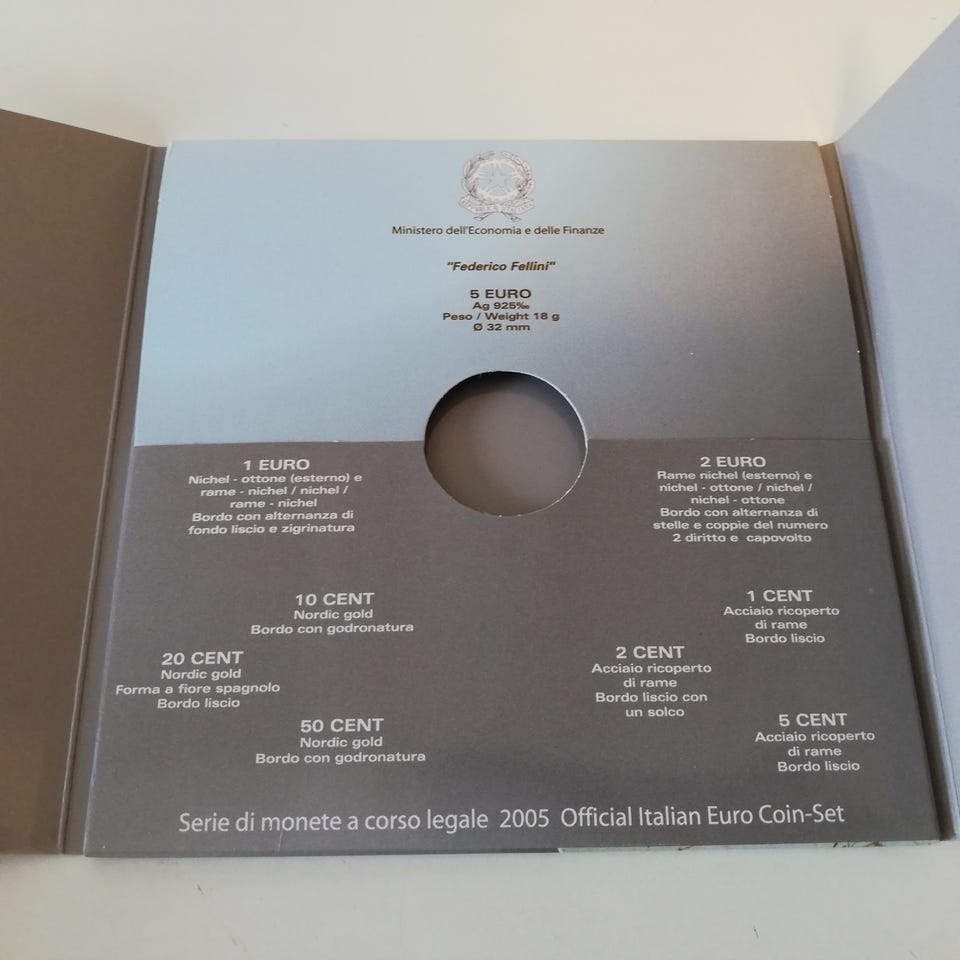 Ministero dell'Economia e delle Finanze
"Federico Fellini"
5 EURO
Ag 925‰
Peso / Weight 18 g
Ø 32 mm
1 EURO
Nichel - ottone (esterno) e
rame - nichel / nichel /
rame - nichel
Bordo con alternanza di
fondo liscio e zigrinatura
2 EURO
Rame nichel (esterno) e
nichel - ottone / nichel /
nichel - ottone
Bordo con alternanza di
stelle e coppie del numero
2 diritto e capovolto
10 CENT
Nordic gold
Bordo con godronatura
20 CENT
Nordic gold
Forma a fiore spagnolo
Bordo liscio
50 CENT
Nordic gold
Bordo con godronatura
1 CENT
Acciaio ricoperto
di rame
Bordo liscio
2 CENT
Acciaio ricoperto
di rame
Bordo liscio con
un solco
5 CENT
Acciaio ricoperto
di rame
Bordo liscio
Serie di monete a corso legale 2005 Official Italian Euro Coin-Set